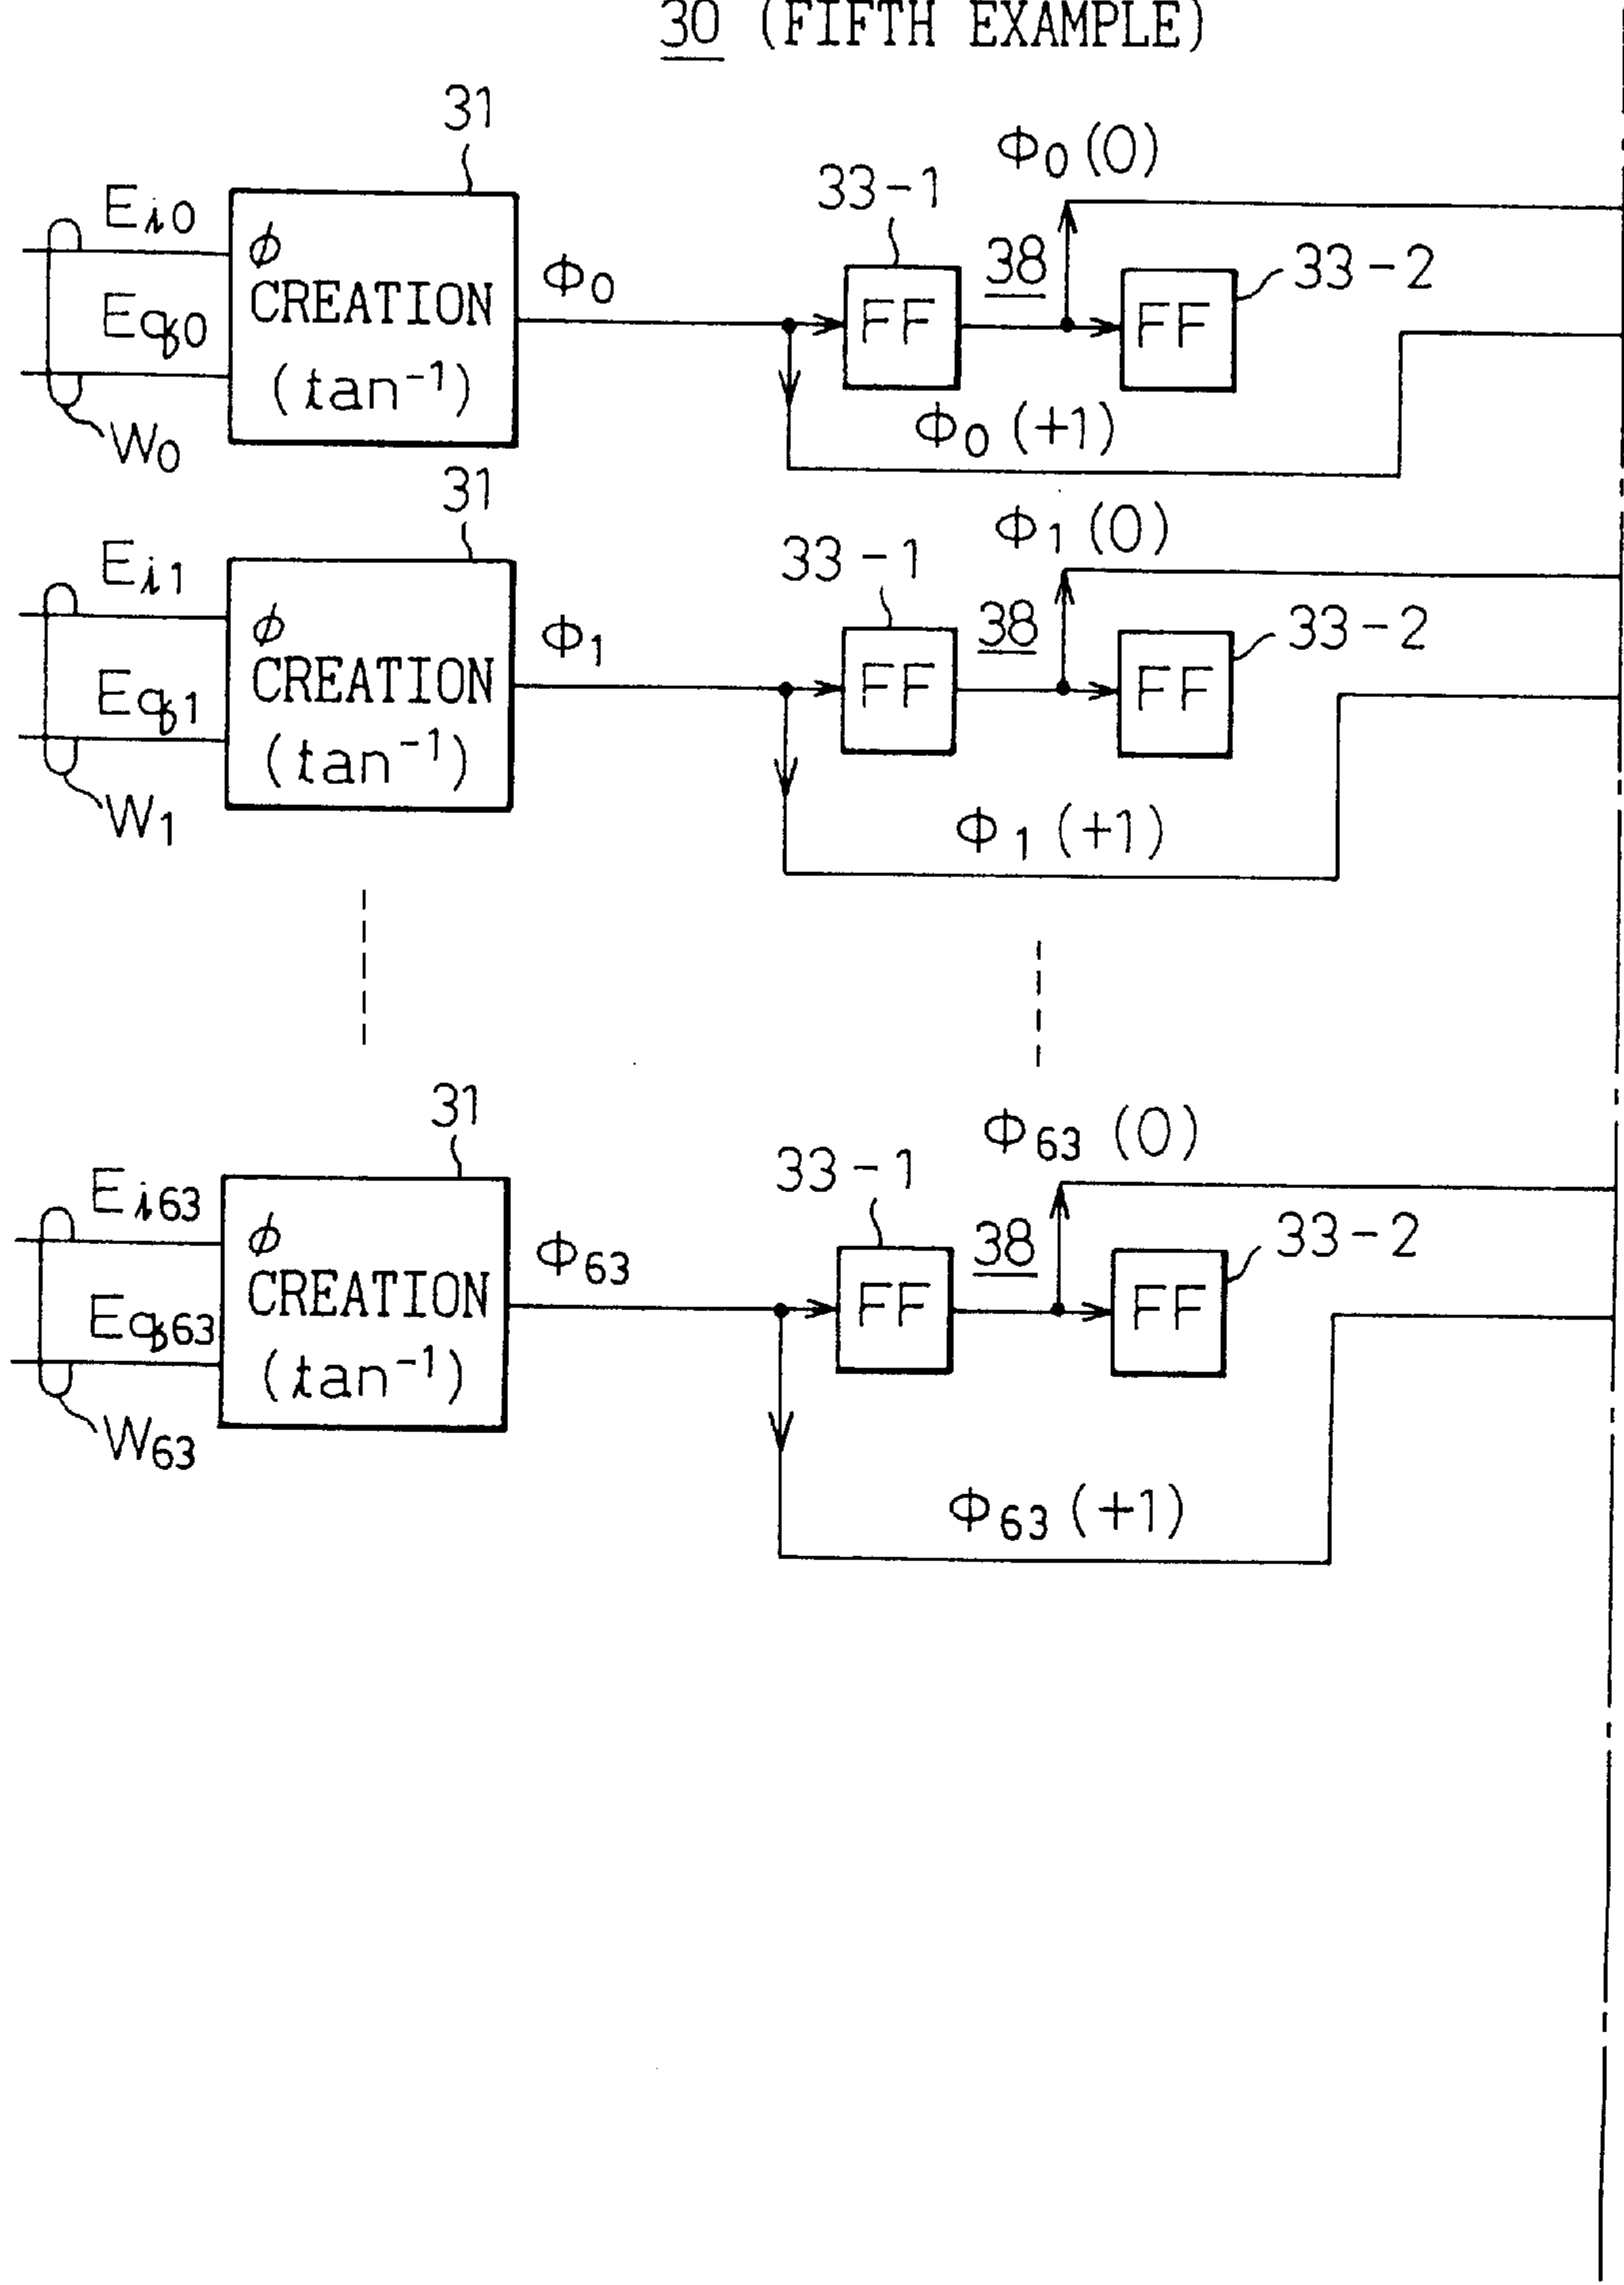 30 (FIFTH EXAMPLE)
31
Φ0 (0)
33-1
Ei0
ϕ
CREATION
(tan⁻¹)
Φ0
Eq0
FF
38
FF
33-2
Φ0 (+1)
W0
31
Φ1 (0)
33-1
Ei1
ϕ
CREATION
(tan⁻¹)
Φ1
Eq1
FF
38
FF
33-2
Φ1 (+1)
W1
31
Φ63 (0)
33-1
Ei63
ϕ
CREATION
(tan⁻¹)
Φ63
Eq63
FF
38
FF
33-2
W63
Φ63 (+1)